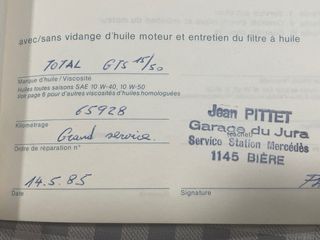 avec/sans vidange d'huile moteur et entretien du filtre à huile
TOTAL GTS 15/50
Marque d'huile/Viscosité
Huiles toutes saisons SAE 10 W-40, 10 W-50
Voir page 6 pour d'autres viscosités d'huiles homologuées
65928
Kilométrage
Grand service.
Ordre de réparation n°
14.5.85
Date
Jean PITTET
Garage du Jura
Service Station Mercédès
1145 BIÈRE
Signature